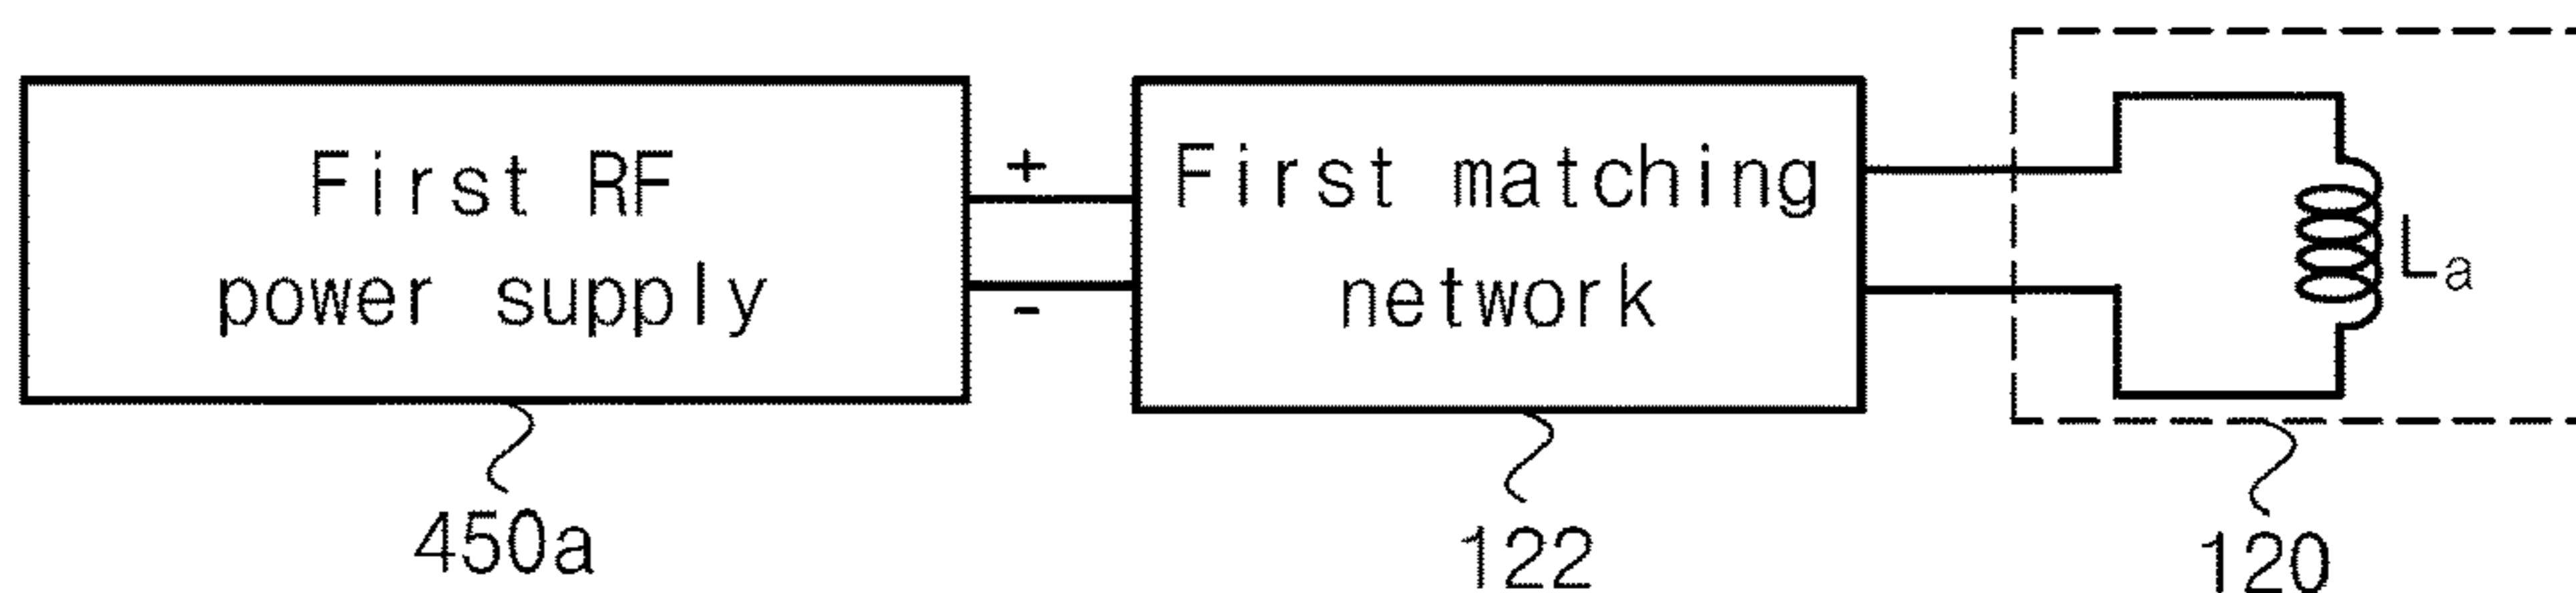 First RF
power supply
+
-
First matching
network
La
450a
122
120